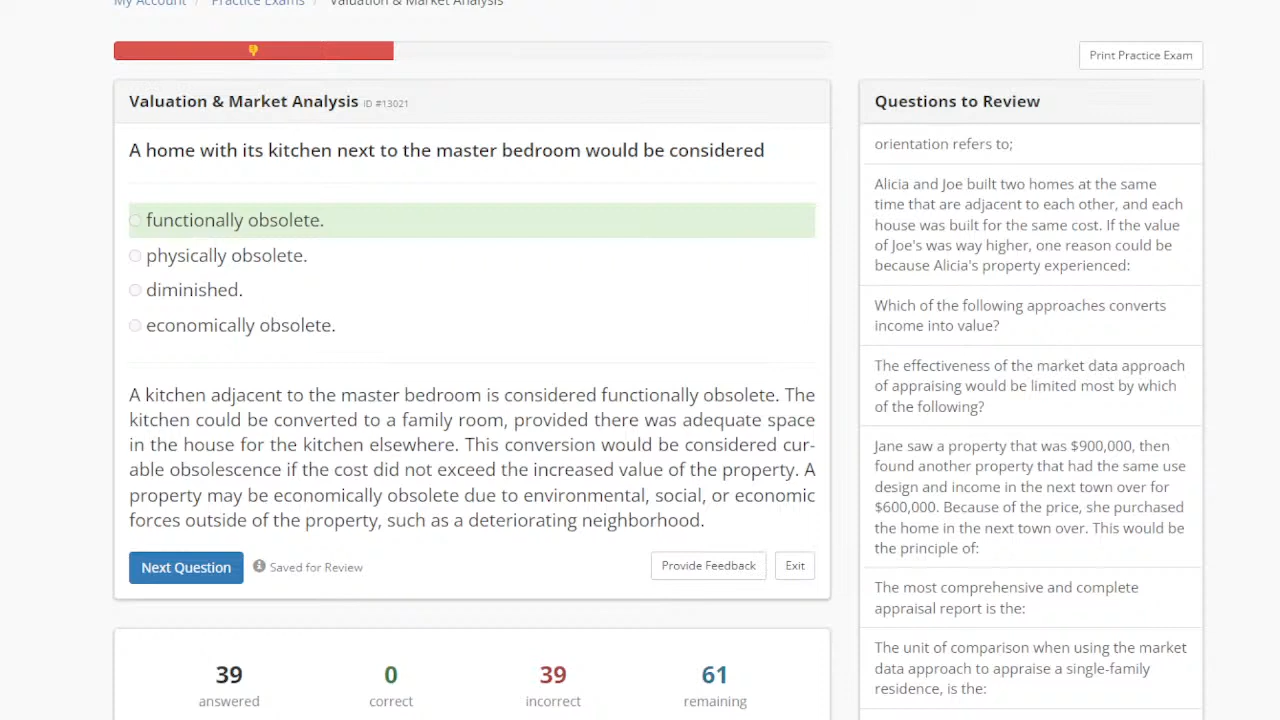 My Account / Practice Exams / Valuation & Market Analysis
Print Practice Exam
Valuation & Market Analysis ID #13021
A home with its kitchen next to the master bedroom would be considered
functionally obsolete.
physically obsolete.
diminished.
economically obsolete.
A kitchen adjacent to the master bedroom is considered functionally obsolete. The
kitchen could be converted to a family room, provided there was adequate space
in the house for the kitchen elsewhere. This conversion would be considered cur-
able obsolescence if the cost did not exceed the increased value of the property. A
property may be economically obsolete due to environmental, social, or economic
forces outside of the property, such as a deteriorating neighborhood.
Next Question
Saved for Review
Provide Feedback
Exit
39
answered
0
correct
39
incorrect
61
remaining
Questions to Review
orientation refers to;
Alicia and Joe built two homes at the same
time that are adjacent to each other, and each
house was built for the same cost. If the value
of Joe's was way higher, one reason could be
because Alicia's property experienced:
Which of the following approaches converts
income into value?
The effectiveness of the market data approach
of appraising would be limited most by which
of the following?
Jane saw a property that was $900,000, then
found another property that had the same use
design and income in the next town over for
$600,000. Because of the price, she purchased
the home in the next town over. This would be
the principle of:
The most comprehensive and complete
appraisal report is the:
The unit of comparison when using the market
data approach to appraise a single-family
residence, is the: